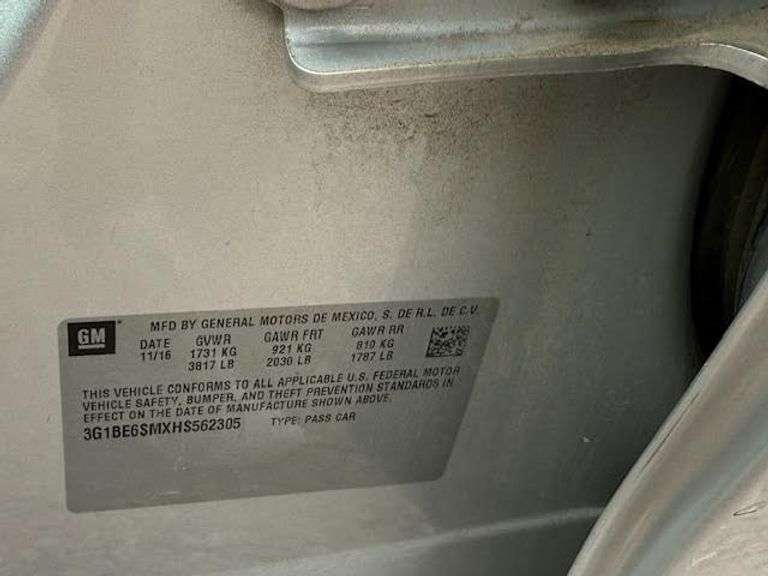 GM
MFD BY GENERAL MOTORS DE MEXICO, S. DE R.L. DE C.V.
DATE GVWR GAWR FRT GAWR RR
11/16 1731 KG 921 KG 810 KG
3817 LB 2030 LB 1787 LB
THIS VEHICLE CONFORMS TO ALL APPLICABLE U.S. FEDERAL MOTOR
VEHICLE SAFETY, BUMPER, AND THEFT PREVENTION STANDARDS IN
EFFECT ON THE DATE OF MANUFACTURE SHOWN ABOVE.
3G1BE6SMXHS562305 TYPE: PASS CAR